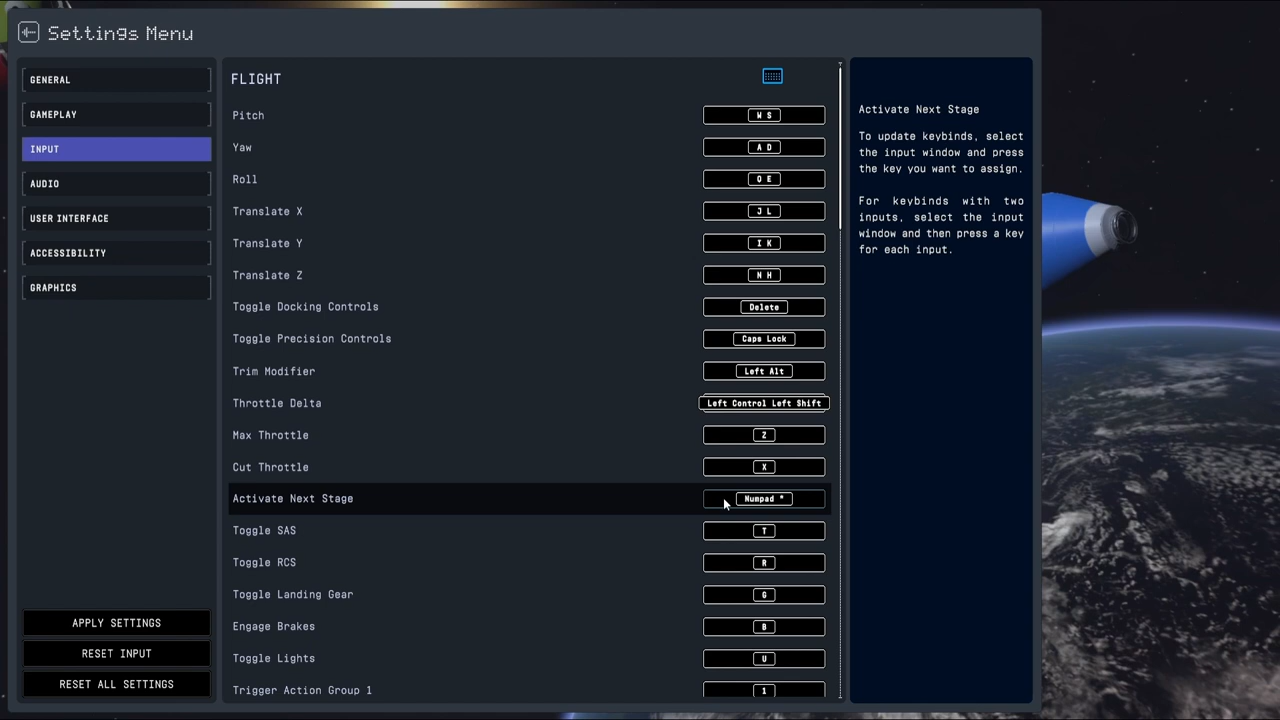 Settings Menu
GENERAL
GAMEPLAY
INPUT
AUDIO
USER INTERFACE
ACCESSIBILITY
GRAPHICS
APPLY SETTINGS
RESET INPUT
RESET ALL SETTINGS
FLIGHT
Pitch W S
Yaw A D
Roll Q E
Translate X J L
Translate Y I K
Translate Z N H
Toggle Docking Controls Delete
Toggle Precision Controls Caps Lock
Trim Modifier Left Alt
Throttle Delta Left Control Left Shift
Max Throttle Z
Cut Throttle X
Activate Next Stage Numpad *
Toggle SAS T
Toggle RCS R
Toggle Landing Gear G
Engage Brakes B
Toggle Lights U
Trigger Action Group 1 1
Activate Next Stage
To update keybinds, select
the input window and press
the key you want to assign.
For keybinds with two
inputs, select the input
window and then press a key
for each input.